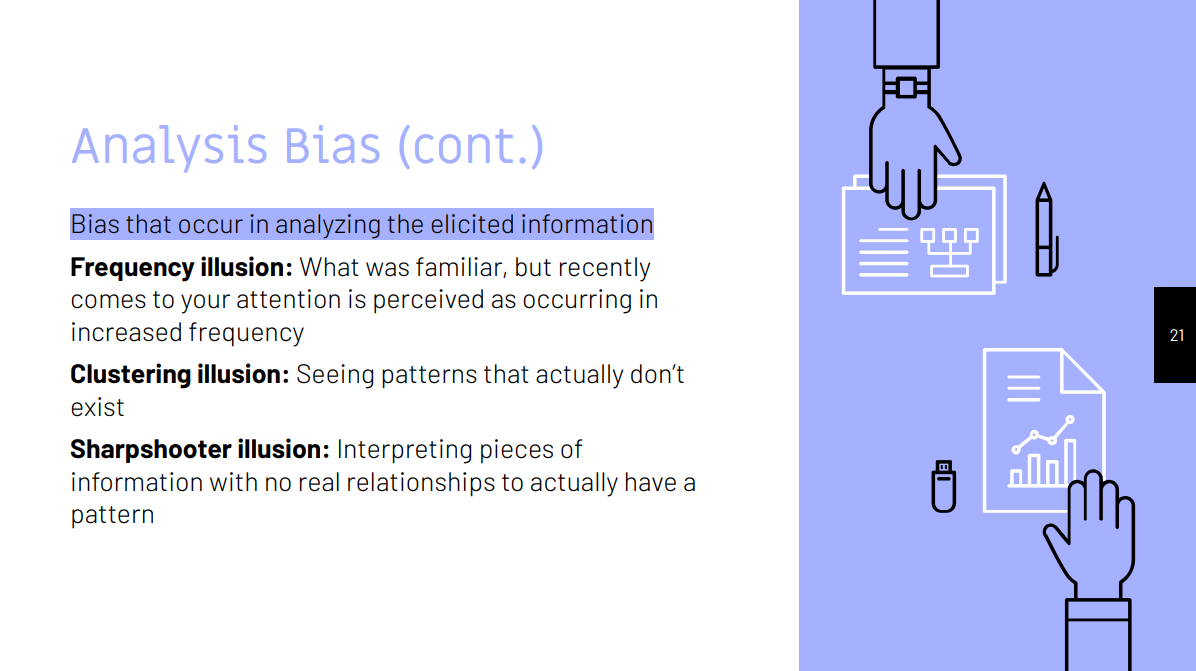 Analysis Bias (cont.)
Bias that occur in analyzing the elicited information
Frequency illusion: What was familiar, but recently
comes to your attention is perceived as occurring in
increased frequency
Clustering illusion: Seeing patterns that actually don’t
exist
Sharpshooter illusion: Interpreting pieces of
information with no real relationships to actually have a
pattern
21